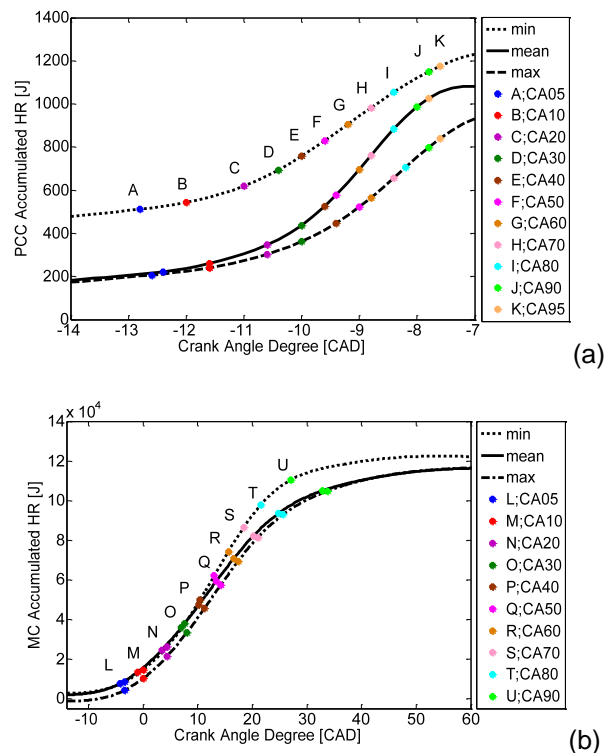 1400
1200
1000
800
600
400
200
0
PCC Accumulated HR [J]
-14 -13 -12 -11 -10 -9 -8 -7
Crank Angle Degree [CAD]
A
B
C
D
E
F
G
H
I
J
K
min
mean
max
A;CA05
B;CA10
C;CA20
D;CA30
E;CA40
F;CA50
G;CA60
H;CA70
I;CA80
J;CA90
K;CA95
(a)
14 x 10^4
12
10
8
6
4
2
0
MC Accumulated HR [J]
-10 0 10 20 30 40 50 60
Crank Angle Degree [CAD]
L
M
N
O
P
Q
R
S
T
U
min
mean
max
L;CA05
M;CA10
N;CA20
O;CA30
P;CA40
Q;CA50
R;CA60
S;CA70
T;CA80
U;CA90
(b)